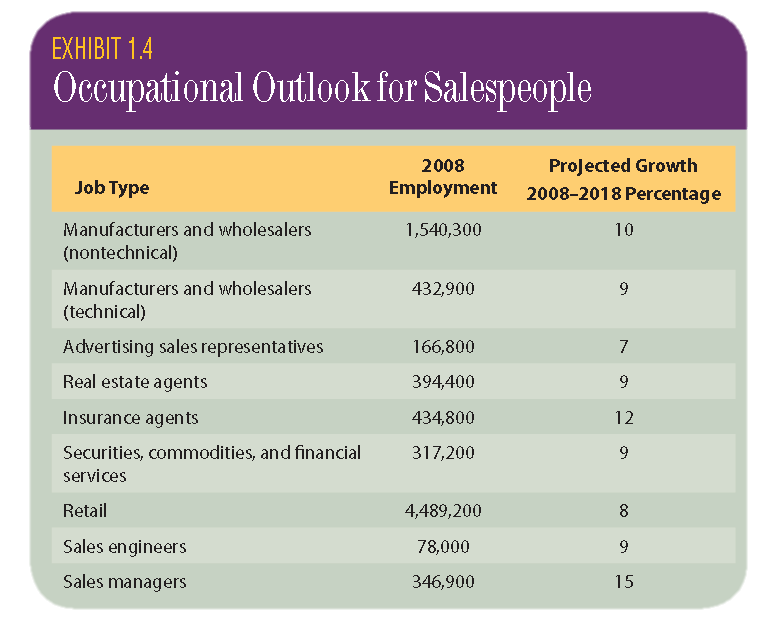 EXHIBIT 1.4
Occupational Outlook for Salespeople
Job Type 2008 Employment Projected Growth 2008–2018 Percentage
Manufacturers and wholesalers (nontechnical) 1,540,300 10
Manufacturers and wholesalers (technical) 432,900 9
Advertising sales representatives 166,800 7
Real estate agents 394,400 9
Insurance agents 434,800 12
Securities, commodities, and financial services 317,200 9
Retail 4,489,200 8
Sales engineers 78,000 9
Sales managers 346,900 15